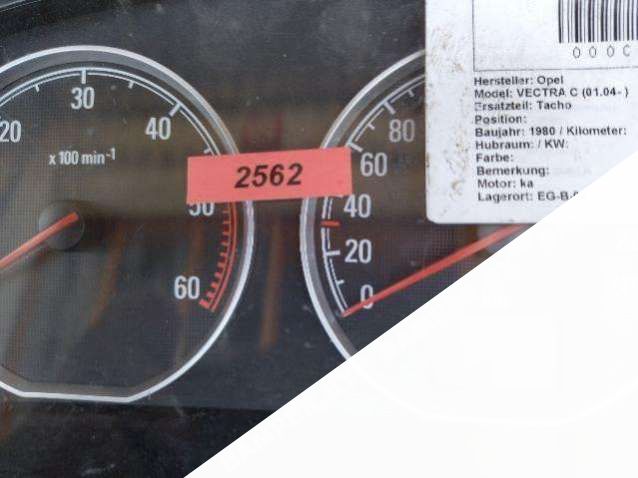 20
30
40
50
60
x 100 min-1
2562
80
60
40
20
0
000
Hersteller: Opel
Model: VECTRA C (01.04- )
Ersatzteil: Tacho
Position:
Baujahr: 1980 / Kilometer:
Hubraum: / KW:
Farbe:
Bemerkung:
Motor: ka
Lagerort: EG-B-